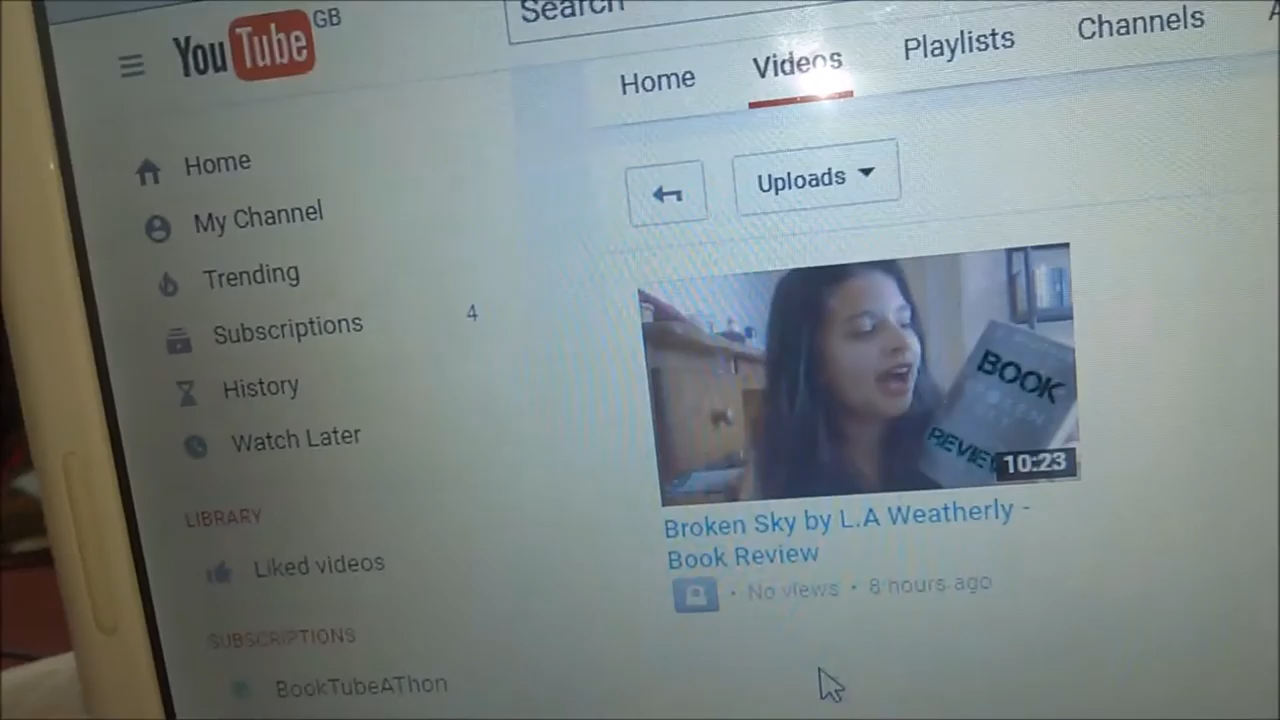 YouTube GB
Search
Home Videos Playlists Channels
Uploads
Home
My Channel
Trending
Subscriptions 4
History
Watch Later
LIBRARY
Liked videos
SUBSCRIPTIONS
BookTubeAThon
BOOK
REVIEW
10:23
Broken Sky by L.A Weatherly -
Book Review
• No views • 8 hours ago